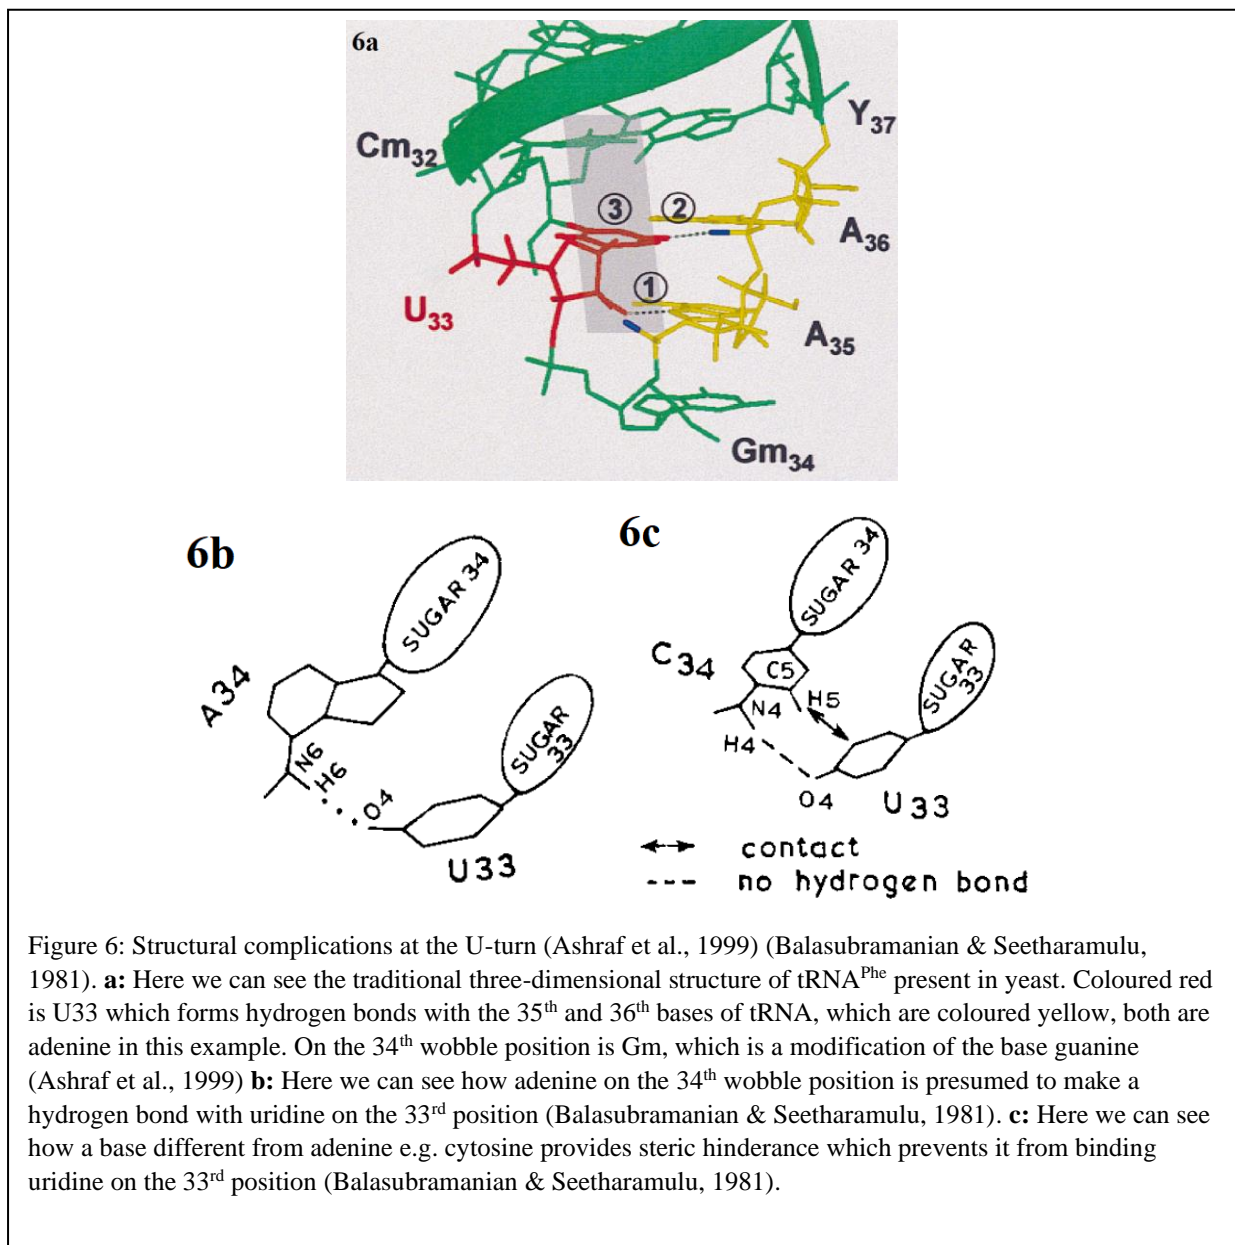 6a
Cm32
Y37
3
2
A36
1
U33
A35
Gm34
6b
SUGAR 34
A34
N6
H6
O4
SUGAR
33
U33
6c
SUGAR 34
C34
C5
N4
H5
H4
SUGAR
33
O4
U33
contact
no hydrogen bond
Figure 6: Structural complications at the U-turn (Ashraf et al., 1999) (Balasubramanian & Seetharamulu,
1981). a: Here we can see the traditional three-dimensional structure of tRNAPhe present in yeast. Coloured red
is U33 which forms hydrogen bonds with the 35th and 36th bases of tRNA, which are coloured yellow, both are
adenine in this example. On the 34th wobble position is Gm, which is a modification of the base guanine
(Ashraf et al., 1999) b: Here we can see how adenine on the 34th wobble position is presumed to make a
hydrogen bond with uridine on the 33rd position (Balasubramanian & Seetharamulu, 1981). c: Here we can see
how a base different from adenine e.g. cytosine provides steric hinderance which prevents it from binding
uridine on the 33rd position (Balasubramanian & Seetharamulu, 1981).